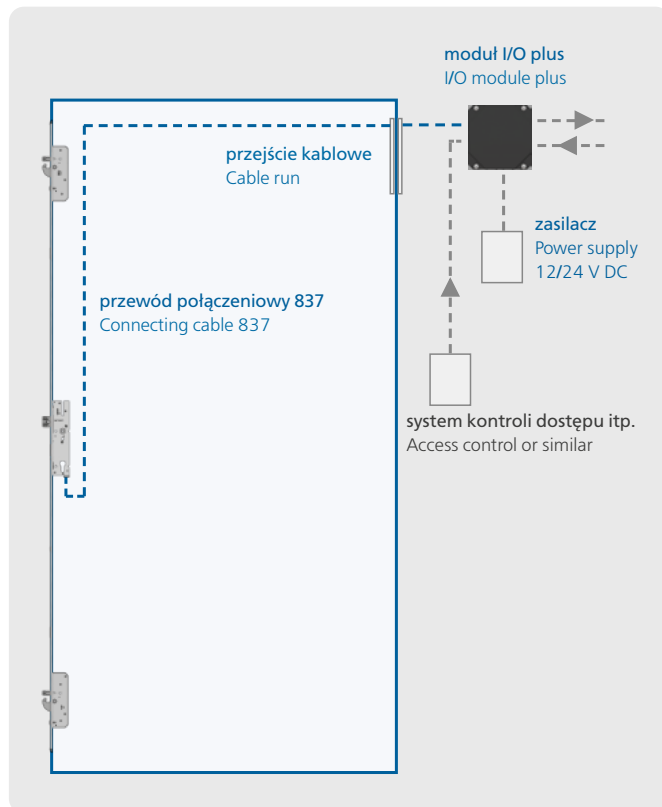 moduł I/O plus
I/O module plus
przejście kablowe
Cable run
zasilacz
Power supply
12/24 V DC
przewód połączeniowy 837
Connecting cable 837
system kontroli dostępu itp.
Access control or similar